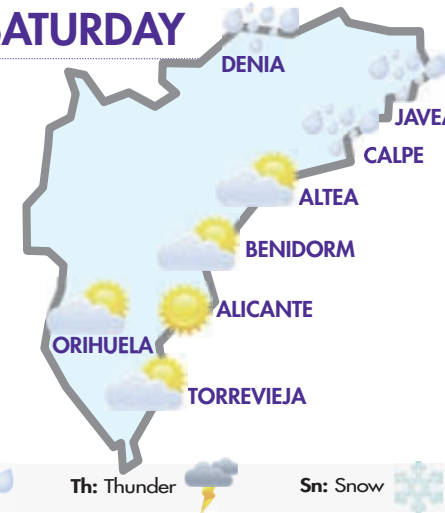 SATURDAY
DENIA
JAVEA
CALPE
ALTEA
BENIDORM
ALICANTE
ORIHUELA
TORREVIEJA
Th: Thunder Sn: Snow